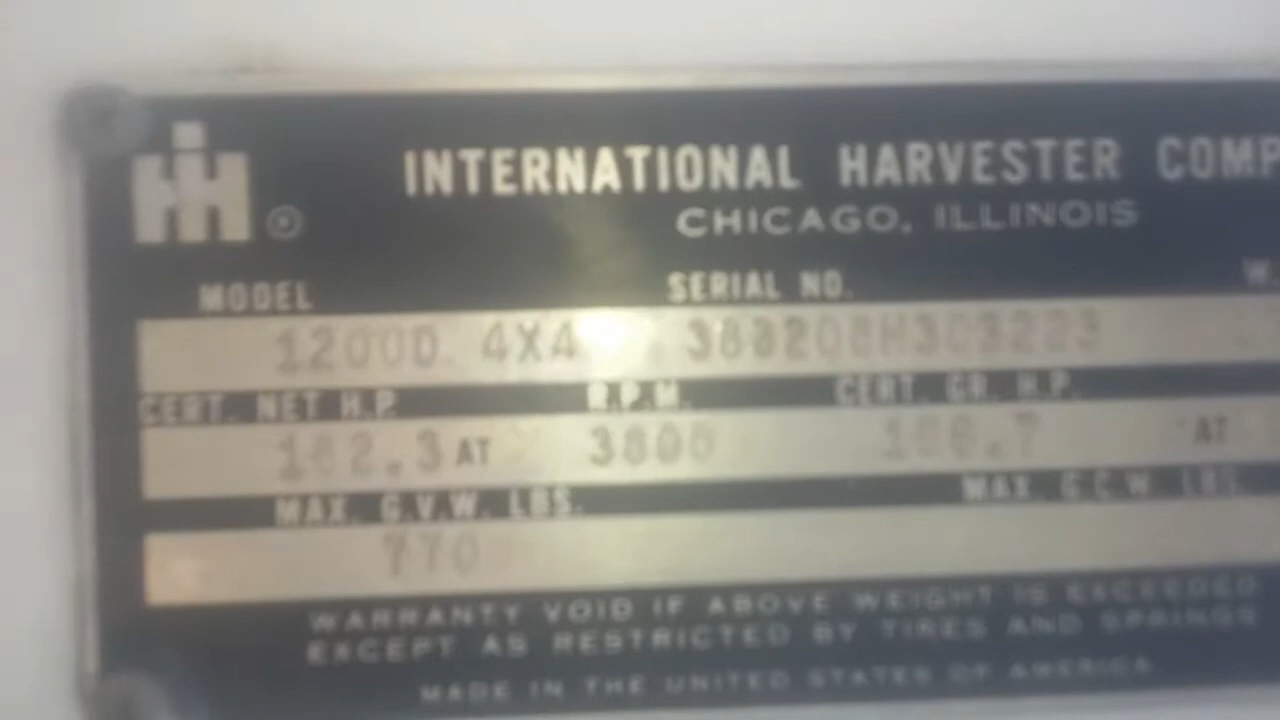 IH ®
INTERNATIONAL HARVESTER COMP
CHICAGO, ILLINOIS
MODEL SERIAL NO. W.
1200D 4X4 380208H303223
CERT. NET H.P. R.P.M. CERT. GR. H.P.
AT 3800 AT
MAX. G.V.W. LBS. MAX. G.C.W. LBS.
WARRANTY VOID IF ABOVE WEIGHT IS EXCEEDED
EXCEPT AS RESTRICTED BY TIRES AND SPRINGS
MADE IN THE UNITED STATES OF AMERICA